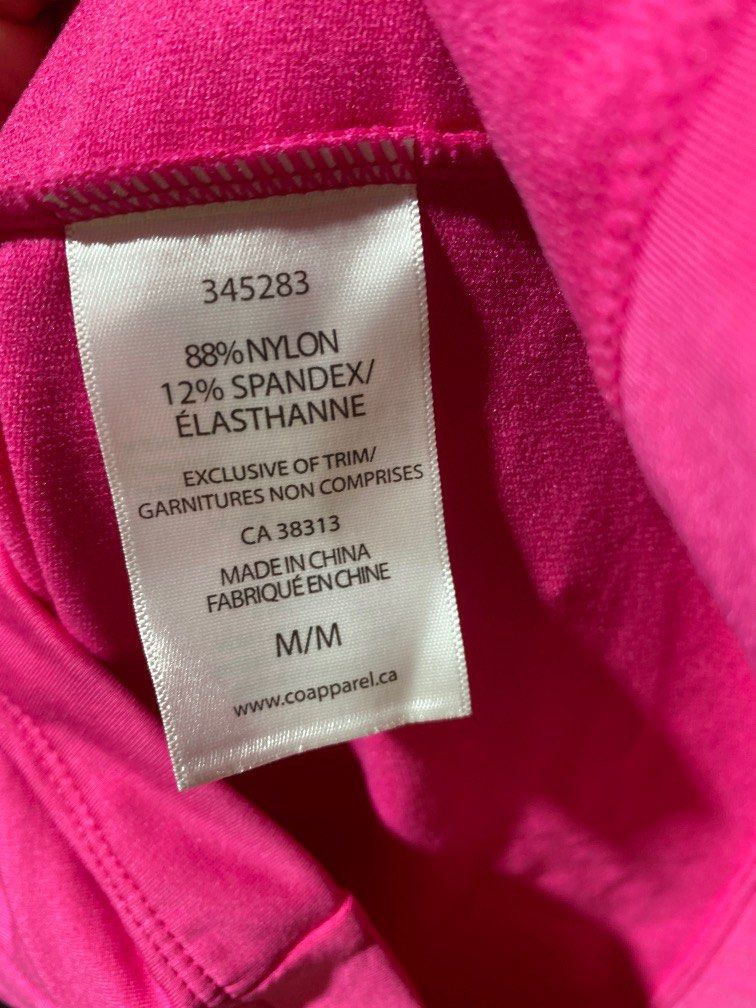 345283
88% NYLON
12% SPANDEX/
ÉLASTHANNE
EXCLUSIVE OF TRIM/
GARNITURES NON COMPRISES
CA 38313
MADE IN CHINA
FABRIQUÉ EN CHINE
M/M
www.coapparel.ca